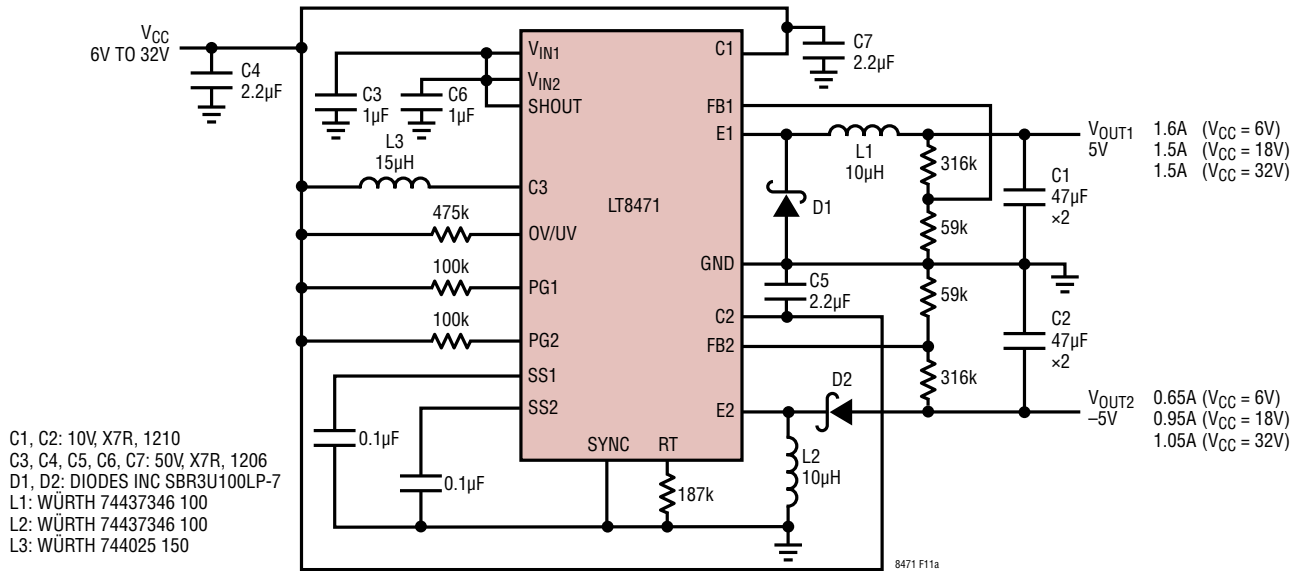 VCC
6V TO 32V
C4
2.2µF
C3
1µF
C6
1µF
L3
15µH
475k
100k
100k
0.1µF
0.1µF
VIN1
VIN2
SHOUT
C3
OV/UV
PG1
PG2
SS1
SS2
LT8471
SYNC
RT
C1
FB1
E1
GND
C2
FB2
E2
C7
2.2µF
L1
10µH
D1
316k
59k
C1
47µF
×2
C5
2.2µF
59k
316k
C2
47µF
×2
D2
L2
10µH
187k
VOUT1
5V
1.6A (VCC = 6V)
1.5A (VCC = 18V)
1.5A (VCC = 32V)
VOUT2
–5V
0.65A (VCC = 6V)
0.95A (VCC = 18V)
1.05A (VCC = 32V)
C1, C2: 10V, X7R, 1210
C3, C4, C5, C6, C7: 50V, X7R, 1206
D1, D2: DIODES INC SBR3U100LP-7
L1: WÜRTH 74437346 100
L2: WÜRTH 74437346 100
L3: WÜRTH 744025 150
8471 F11a